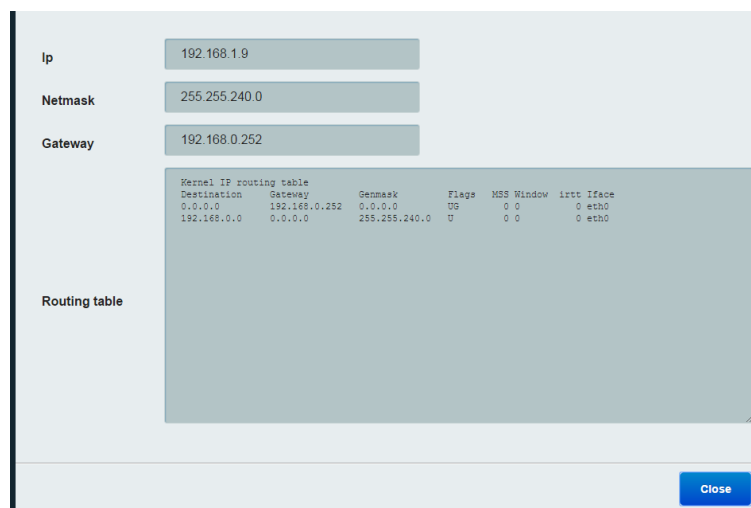 Ip
192.168.1.9
Netmask
255.255.240.0
Gateway
192.168.0.252
Routing table
Kernel IP routing table
Destination Gateway Genmask Flags MSS Window irtt Iface
0.0.0.0 192.168.0.252 0.0.0.0 UG 0 0 0 eth0
192.168.0.0 0.0.0.0 255.255.240.0 U 0 0 0 eth0
Close